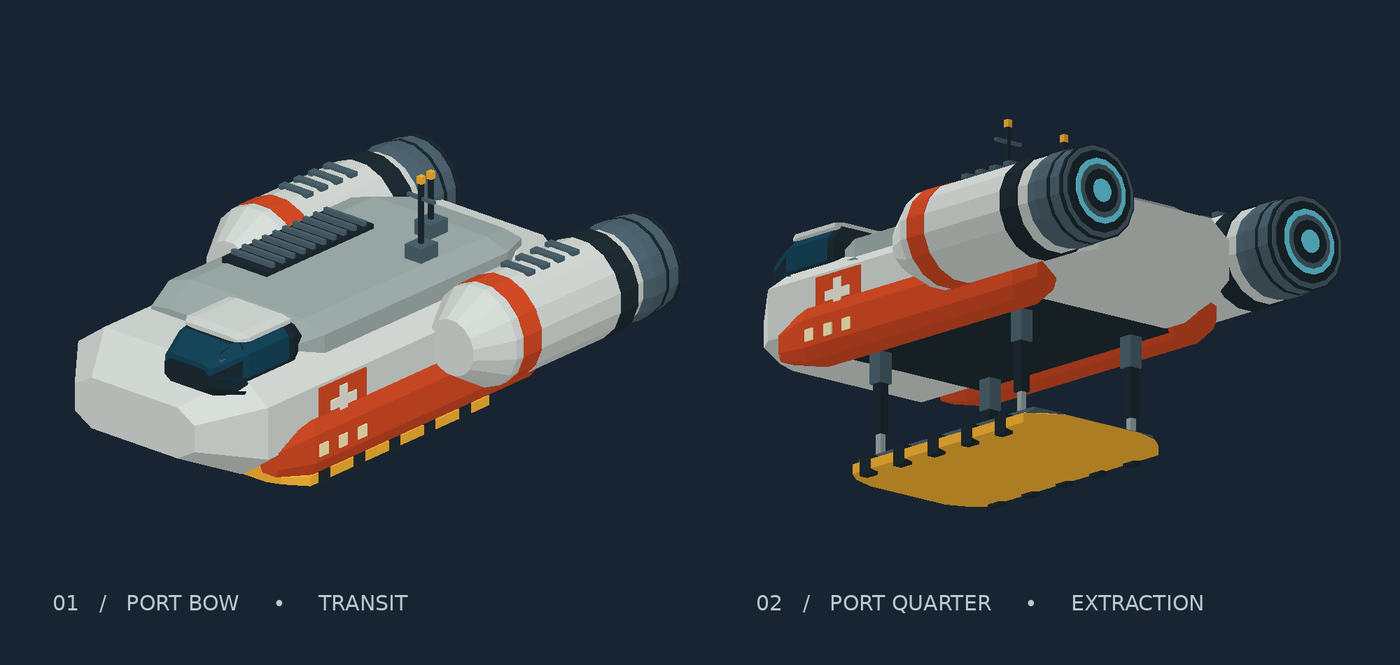 01 / PORT BOW • TRANSIT
02 / PORT QUARTER • EXTRACTION